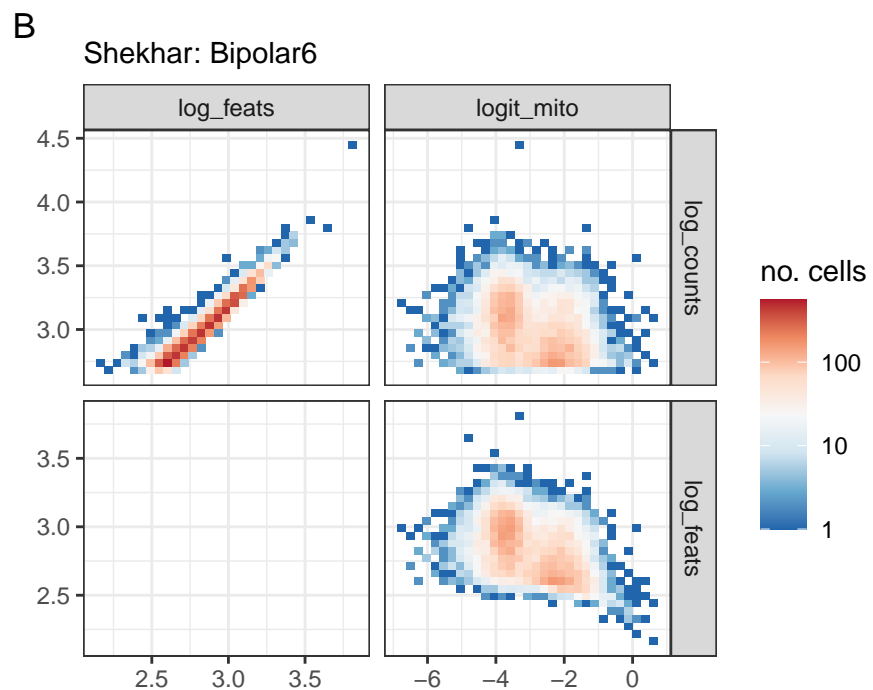 B
Shekhar: Bipolar6
log_feats
logit_mito
4.5
4.0
3.5
3.0
log_counts
3.5
3.0
2.5
log_feats
2.5
3.0
3.5
−6
−4
−2
0
no. cells
100
10
1